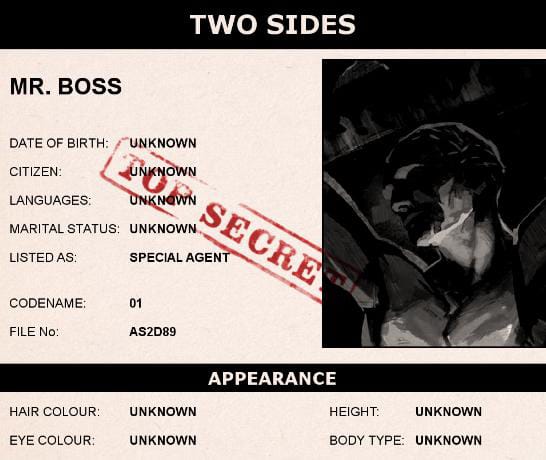 TWO SIDES
MR. BOSS
DATE OF BIRTH: UNKNOWN
CITIZEN: UNKNOWN
LANGUAGES: UNKNOWN
MARITAL STATUS: UNKNOWN
LISTED AS: SPECIAL AGENT
TOP SECRET
CODENAME: 01
FILE No: AS2D89
APPEARANCE
HAIR COLOUR: UNKNOWN HEIGHT: UNKNOWN
EYE COLOUR: UNKNOWN BODY TYPE: UNKNOWN